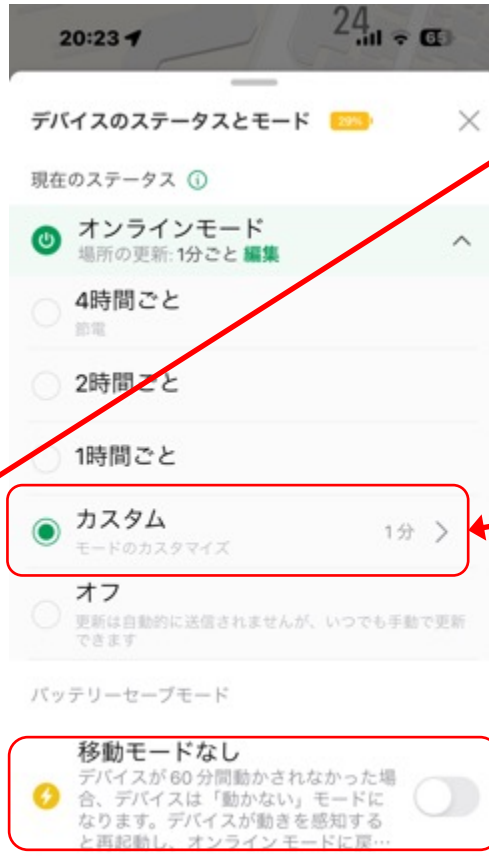 20:23
24
デバイスのステータスとモード 29%
現在のステータス
オンラインモード
場所の更新: 1分ごと 編集
4時間ごと
節電
2時間ごと
1時間ごと
カスタム
1分
モードのカスタマイズ
オフ
更新は自動的に送信されませんが、いつでも手動で更新
できます
バッテリーセーブモード
移動モードなし
デバイスが60分間動かされなかった場
合、デバイスは「動かない」モードに
なります。デバイスが動きを感知する
と再起動し、オンラインモードに戻…